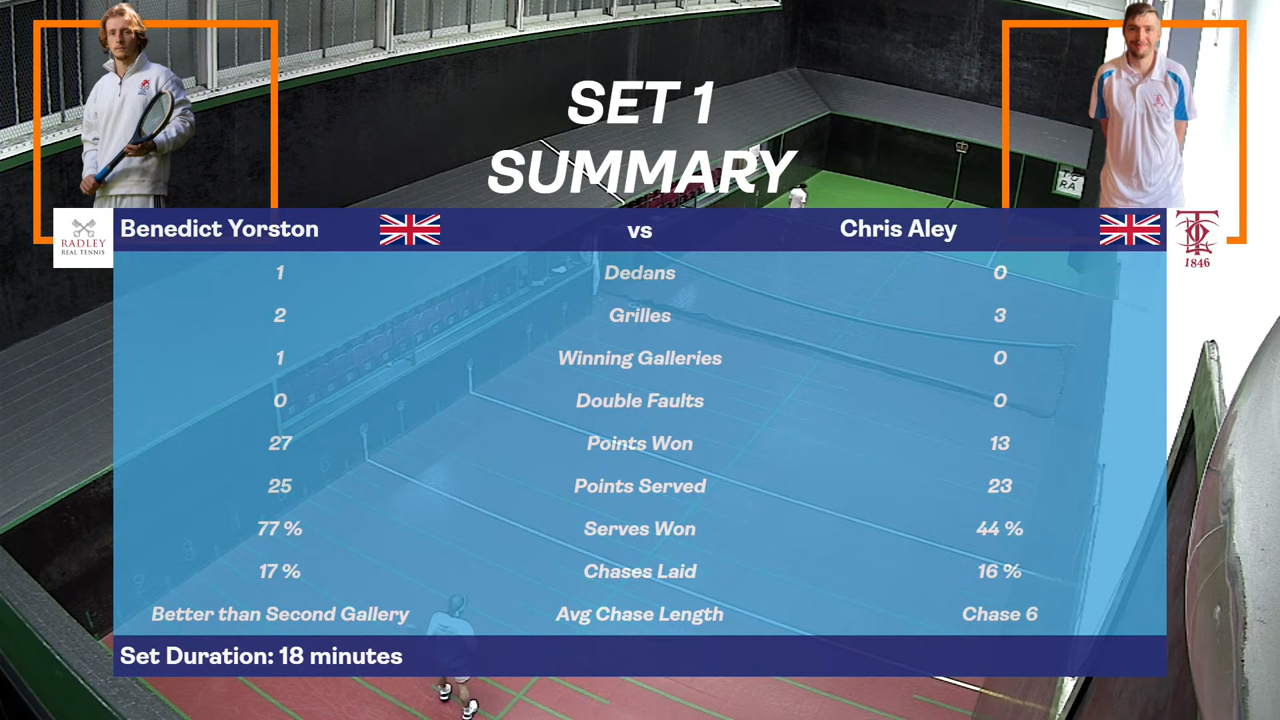 SET 1
SUMMARY
RADLEY
REAL TENNIS
Benedict Yorston vs Chris Aley
1846
1 Dedans 0
2 Grilles 3
1 Winning Galleries 0
0 Double Faults 0
27 Points Won 13
25 Points Served 23
77 % Serves Won 44 %
17 % Chases Laid 16 %
Better than Second Gallery Avg Chase Length Chase 6
Set Duration: 18 minutes